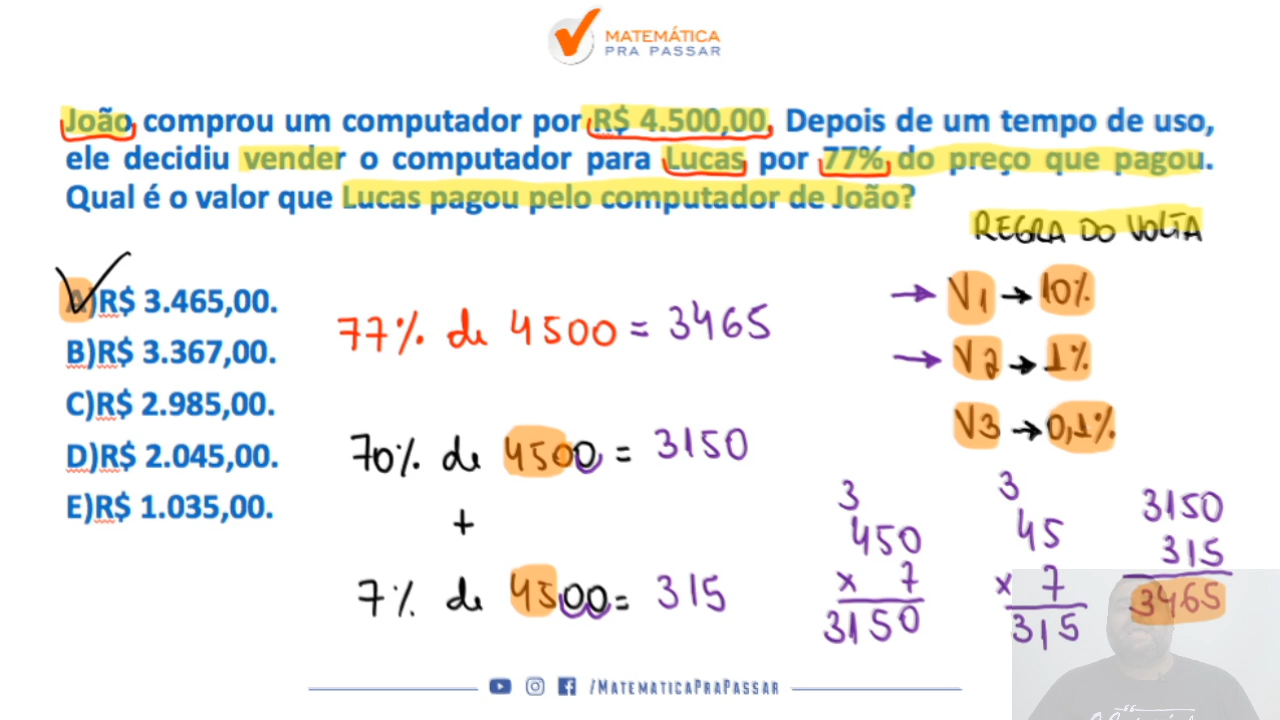 MATEMÁTICA
PRA PASSAR
João comprou um computador por R$ 4.500,00. Depois de um tempo de uso,
ele decidiu vender o computador para Lucas por 77% do preço que pagou.
Qual é o valor que Lucas pagou pelo computador de João?
REGRA DO VOLTA
A)R$ 3.465,00.
B)R$ 3.367,00.
C)R$ 2.985,00.
D)R$ 2.045,00.
E)R$ 1.035,00.
77% de 4500 = 3465
70% de 4500 = 3150
+
7% de 4500 = 315
V1 → 10%
V2 → 1%
V3 → 0,1%
3
450
x 7
3150
3
45
x 7
315
3150
315
3465
/MATEMATICAPRAPASSAR